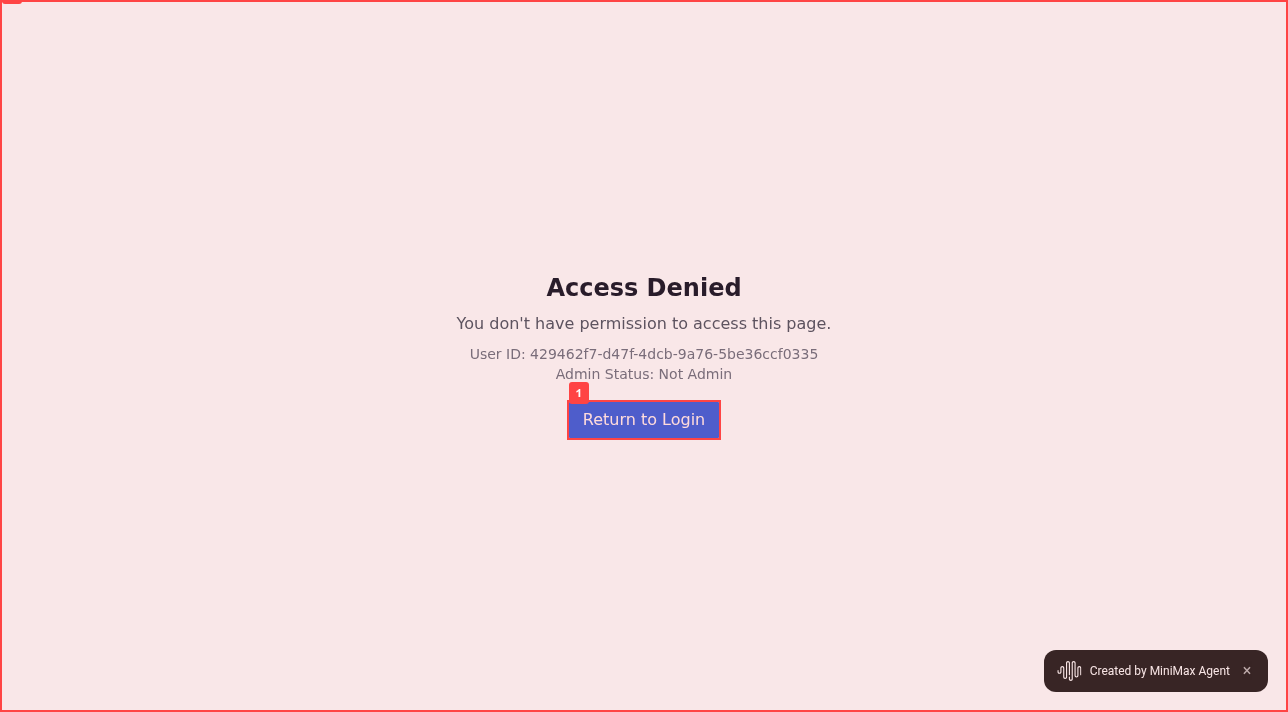 Access Denied
You don't have permission to access this page.
User ID: 429462f7-d47f-4dcb-9a76-5be36ccf0335
Admin Status: Not Admin
1
Return to Login
Created by MiniMax Agent ×